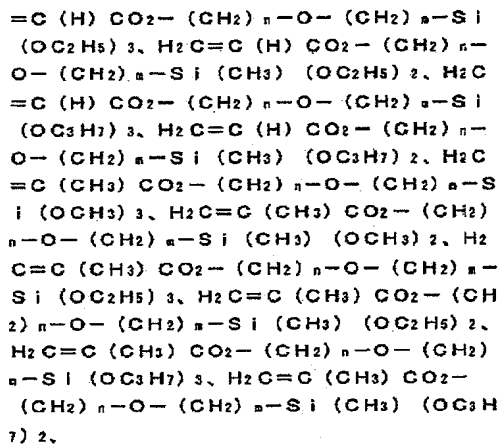 =C (H) CO2- (CH2) n-O- (CH2) m-Si
(OC2H5) 3、H2C=C (H) CO2- (CH2) n-
O- (CH2) m-Si (CH3) (OC2H5) 2、H2C
=C (H) CO2- (CH2) n-O- (CH2) m-Si
(OC3H7) 3、H2C=C (H) CO2- (CH2) n-
O- (CH2) m-Si (CH3) (OC3H7) 2、H2C
=C (CH3) CO2- (CH2) n-O- (CH2) m-S
i (OCH3) 3、H2C=C (CH3) CO2- (CH2)
n-O- (CH2) m-Si (CH3) (OCH3) 2、H2
C=C (CH3) CO2- (CH2) n-O- (CH2) m-
Si (OC2H5) 3、H2C=C (CH3) CO2- (CH
2) n-O- (CH2) m-Si (CH3) (OC2H5) 2、
H2C=C (CH3) CO2- (CH2) n-O- (CH2)
m-Si (OC3H7) 3、H2C=C (CH3) CO2-
(CH2) n-O- (CH2) m-Si (CH3) (OC3H
7) 2、